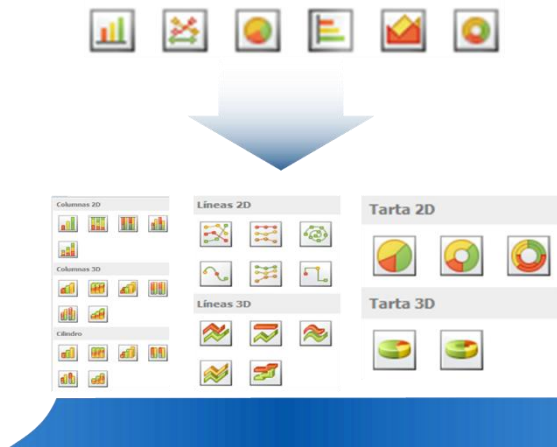 Columnas 2D
Columnas 3D
Cilindro
Líneas 2D
Líneas 3D
Tarta 2D
Tarta 3D